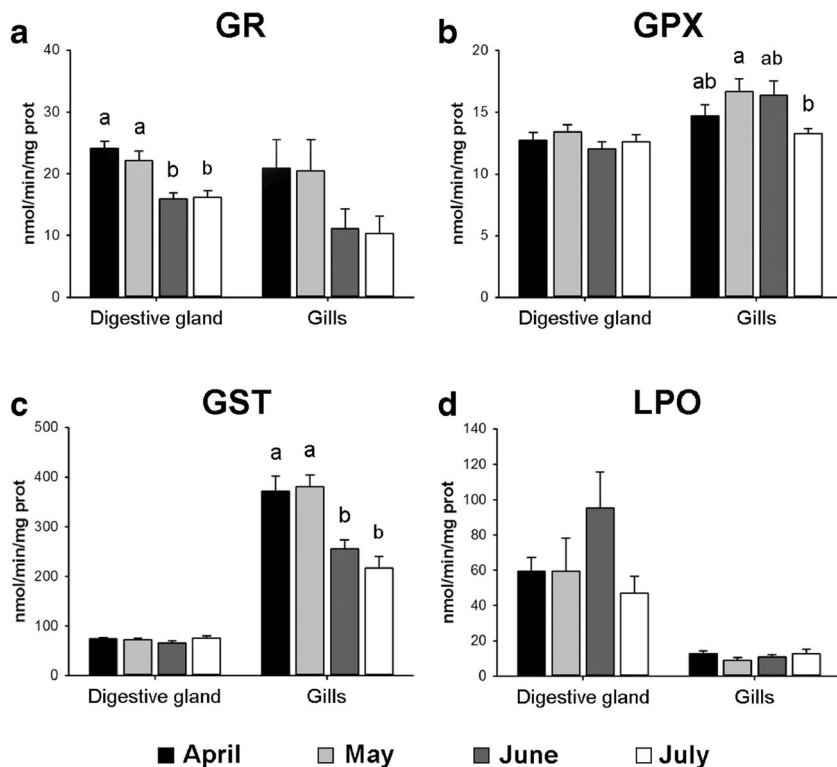 a
GR
nmol/min/mg prot
40
30
20
10
0
a a b b
Digestive gland Gills
b
GPX
nmol/min/mg prot
20
15
10
5
0
ab a ab b
Digestive gland Gills
c
GST
nmol/min/mg prot
500
400
300
200
100
0
a a b b
Digestive gland Gills
d
LPO
nmol/min/mg prot
140
120
100
80
60
40
20
0
Digestive gland Gills
April May June July